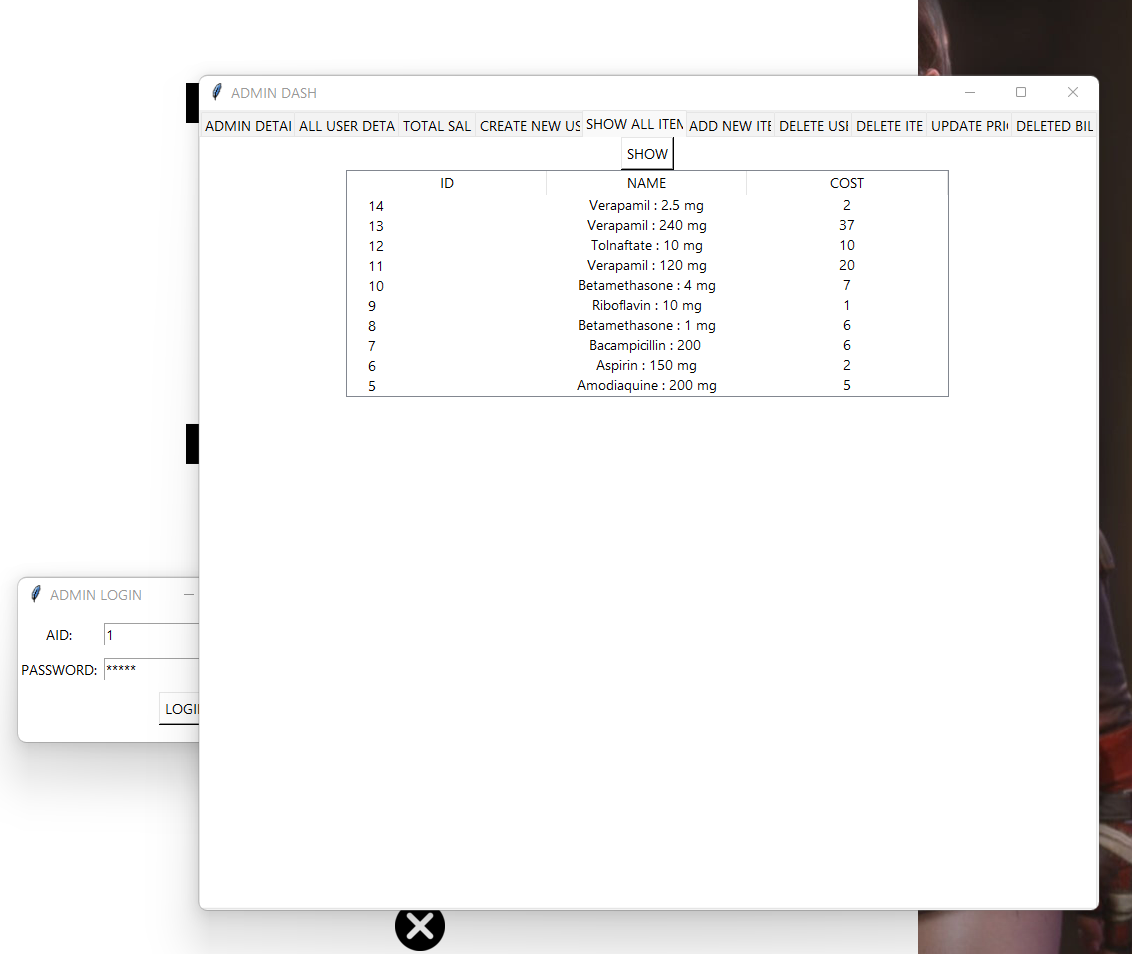 ADMIN DASH
ADMIN DETAI ALL USER DETA TOTAL SAL CREATE NEW US SHOW ALL ITEM ADD NEW ITE DELETE USE DELETE ITE UPDATE PRI DELETED BIL
SHOW
ID NAME COST
14 Verapamil : 2.5 mg 2
13 Verapamil : 240 mg 37
12 Tolnaftate : 10 mg 10
11 Verapamil : 120 mg 20
10 Betamethasone : 4 mg 7
9 Riboflavin : 10 mg 1
8 Betamethasone : 1 mg 6
7 Bacampicillin : 200 6
6 Aspirin : 150 mg 2
5 Amodiaquine : 200 mg 5
ADMIN LOGIN
AID: 1
PASSWORD: *****
LOGI